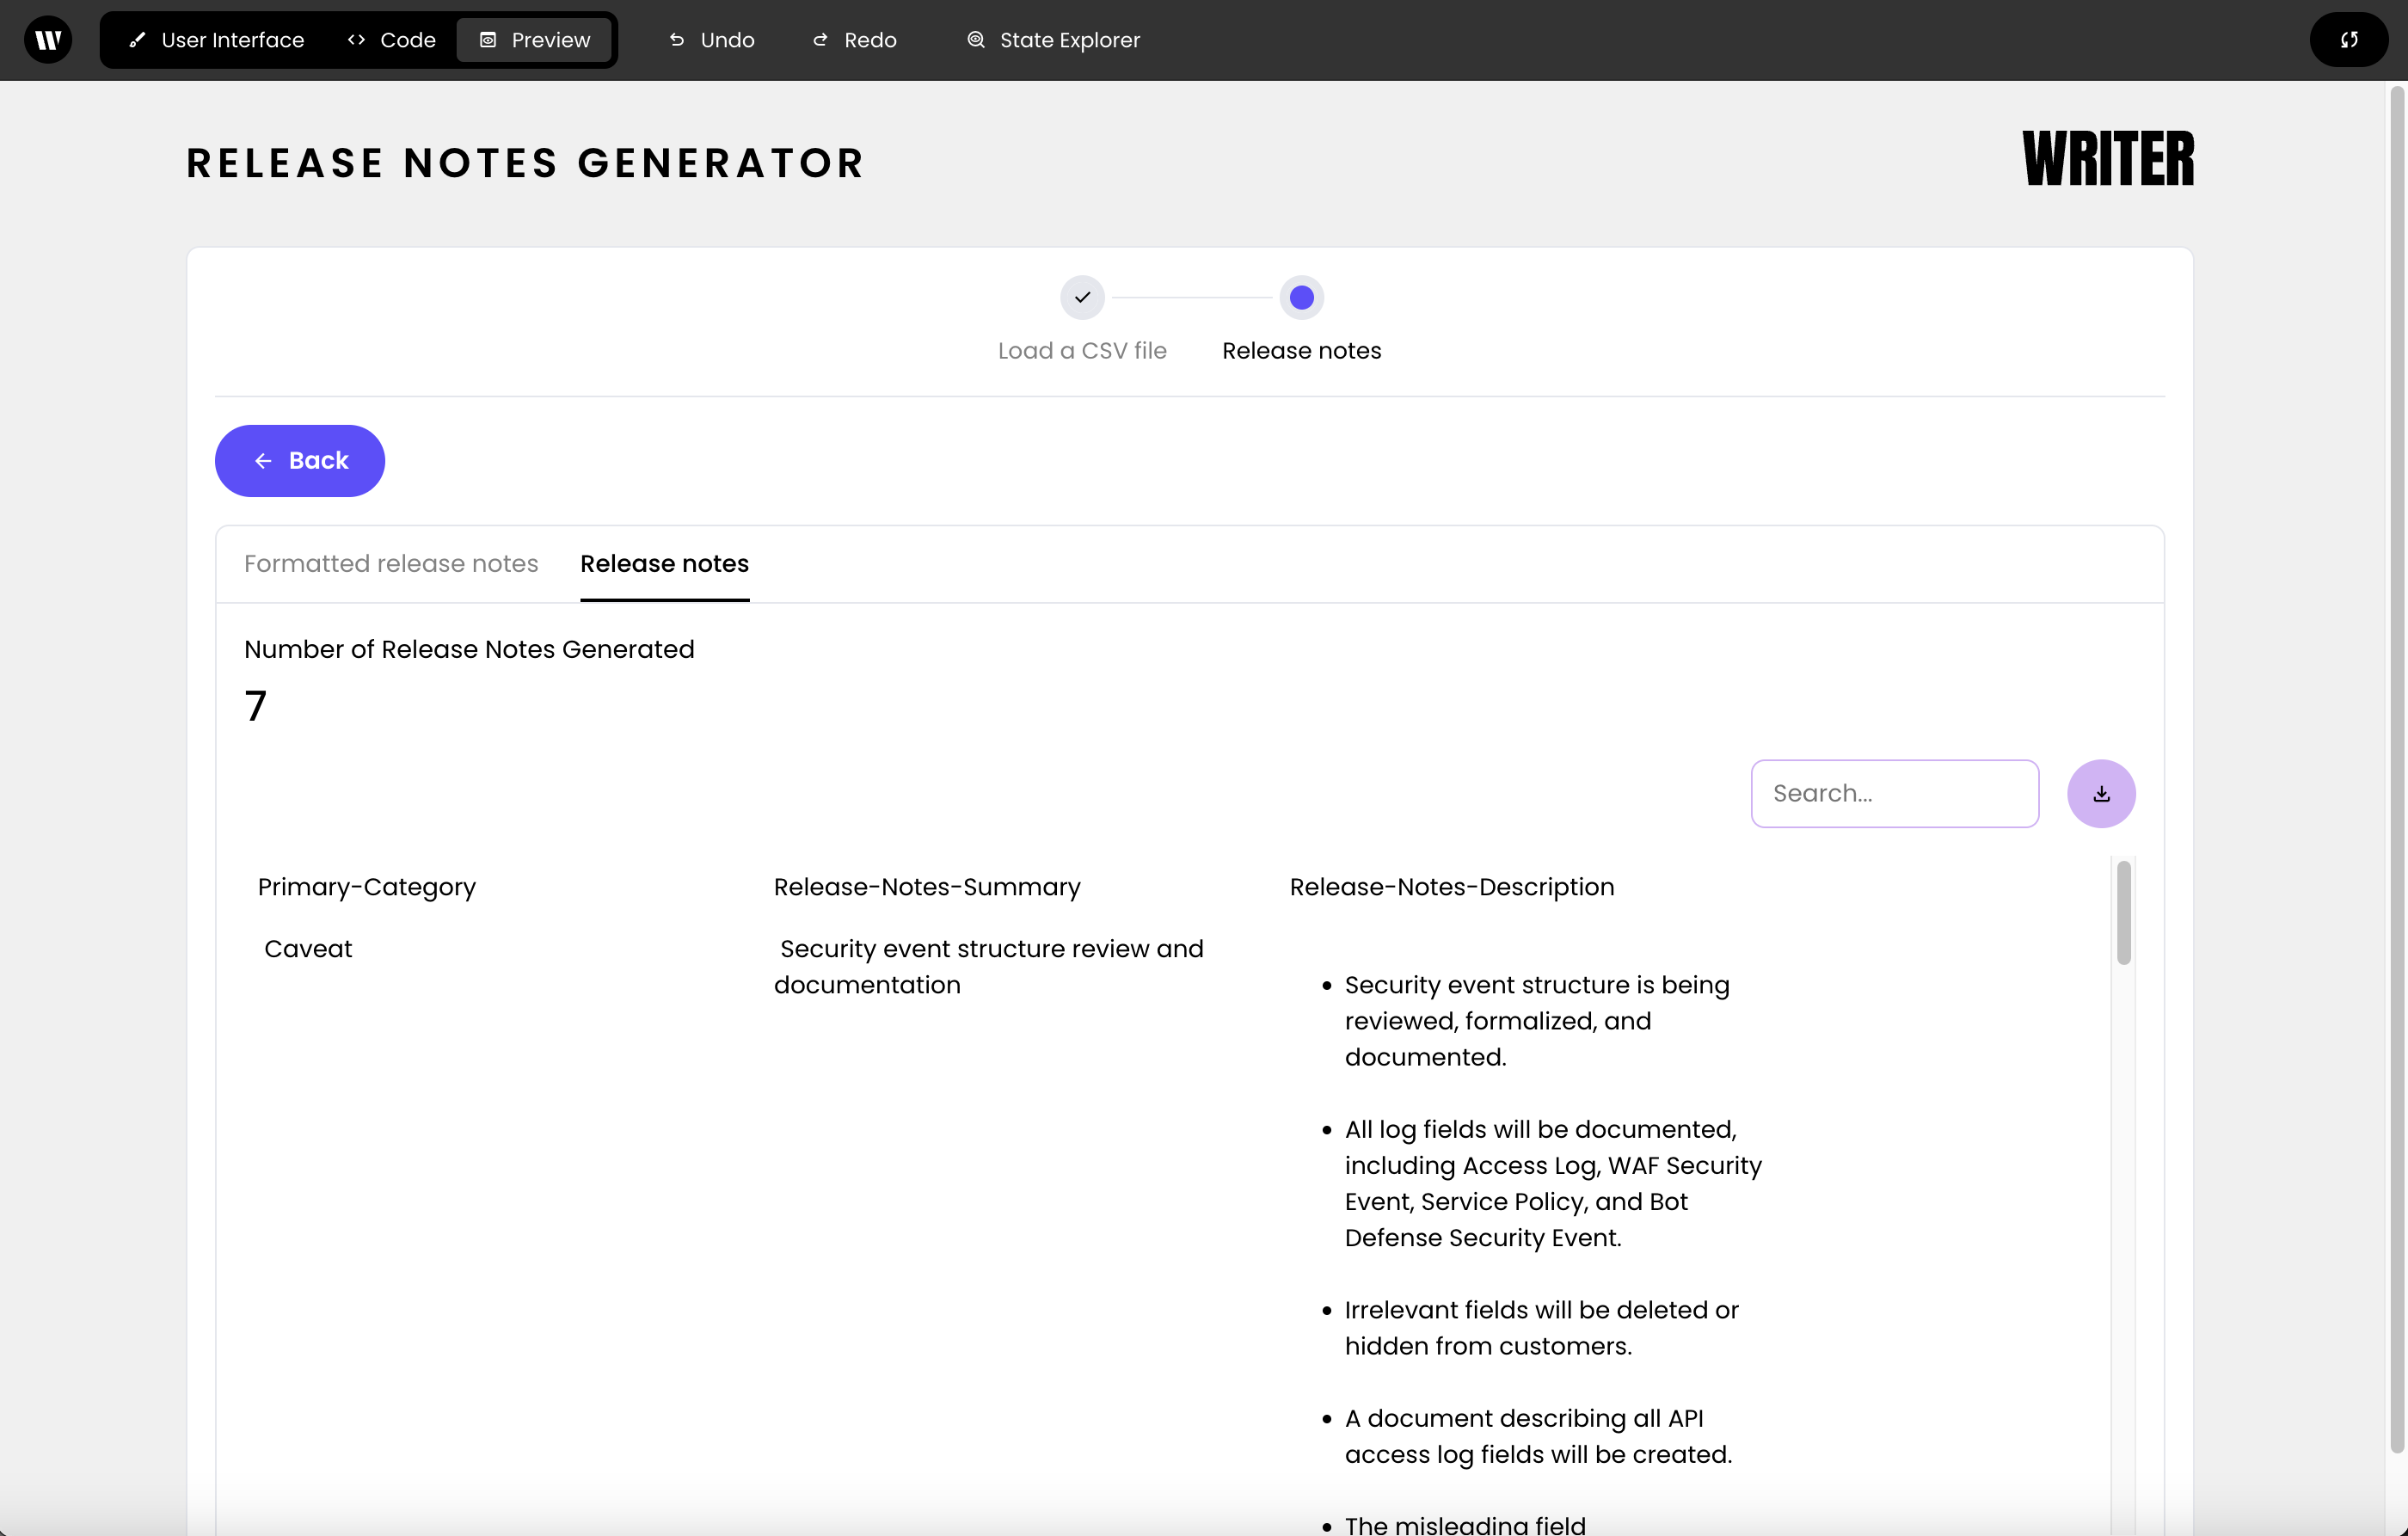 User Interface
Code
Preview
Undo
Redo
State Explorer
RELEASE NOTES GENERATOR
WRITER
Load a CSV file
Release notes
Back
Formatted release notes
Release notes
Number of Release Notes Generated
7
Search...
Primary-Category
Release-Notes-Summary
Release-Notes-Description
Caveat
Security event structure review and
documentation
Security event structure is being
reviewed, formalized, and
documented.
All log fields will be documented,
including Access Log, WAF Security
Event, Service Policy, and Bot
Defense Security Event.
Irrelevant fields will be deleted or
hidden from customers.
A document describing all API
access log fields will be created.
The misleading field